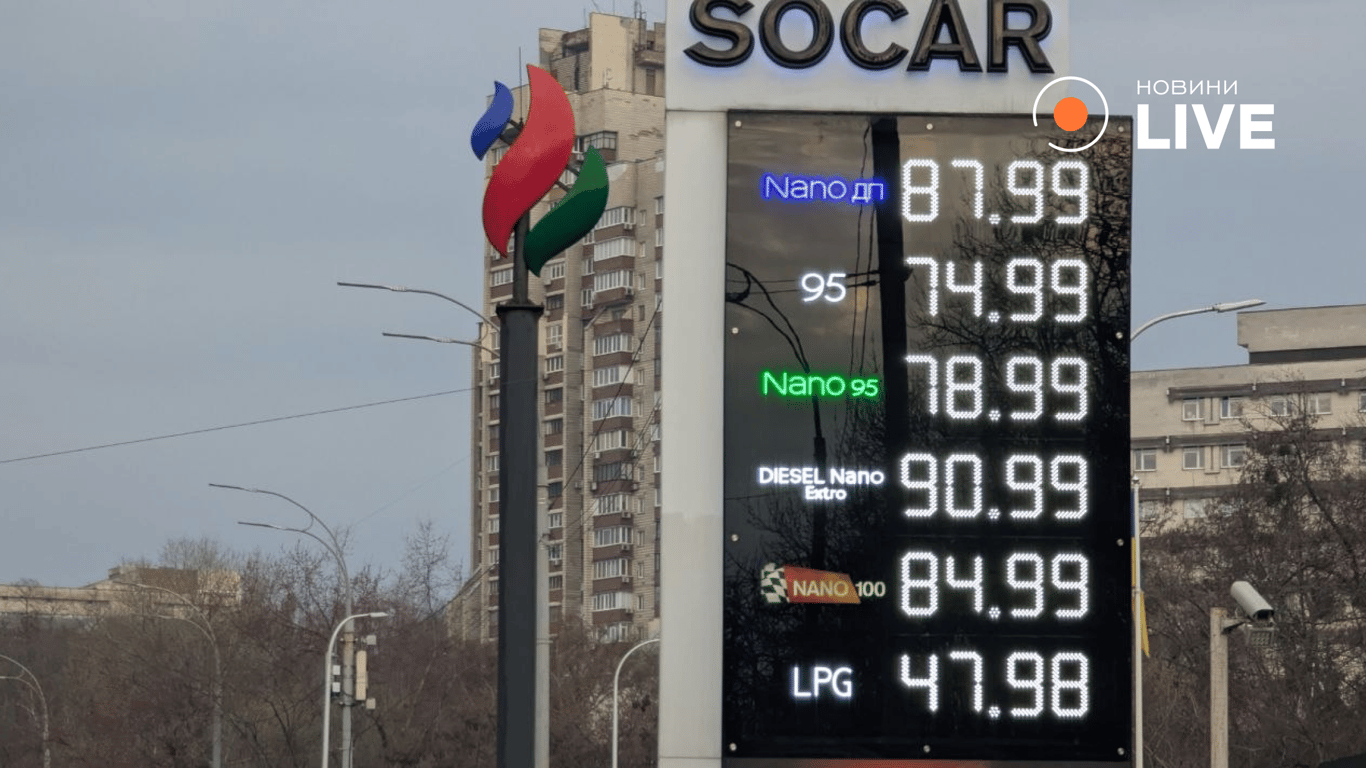 SOCAR
НОВИНИ
LIVE
Nano дп 87.99
95 74.99
Nano 95 78.99
DIESEL Nano Extro 90.99
NANO 100 84.99
LPG 47.98